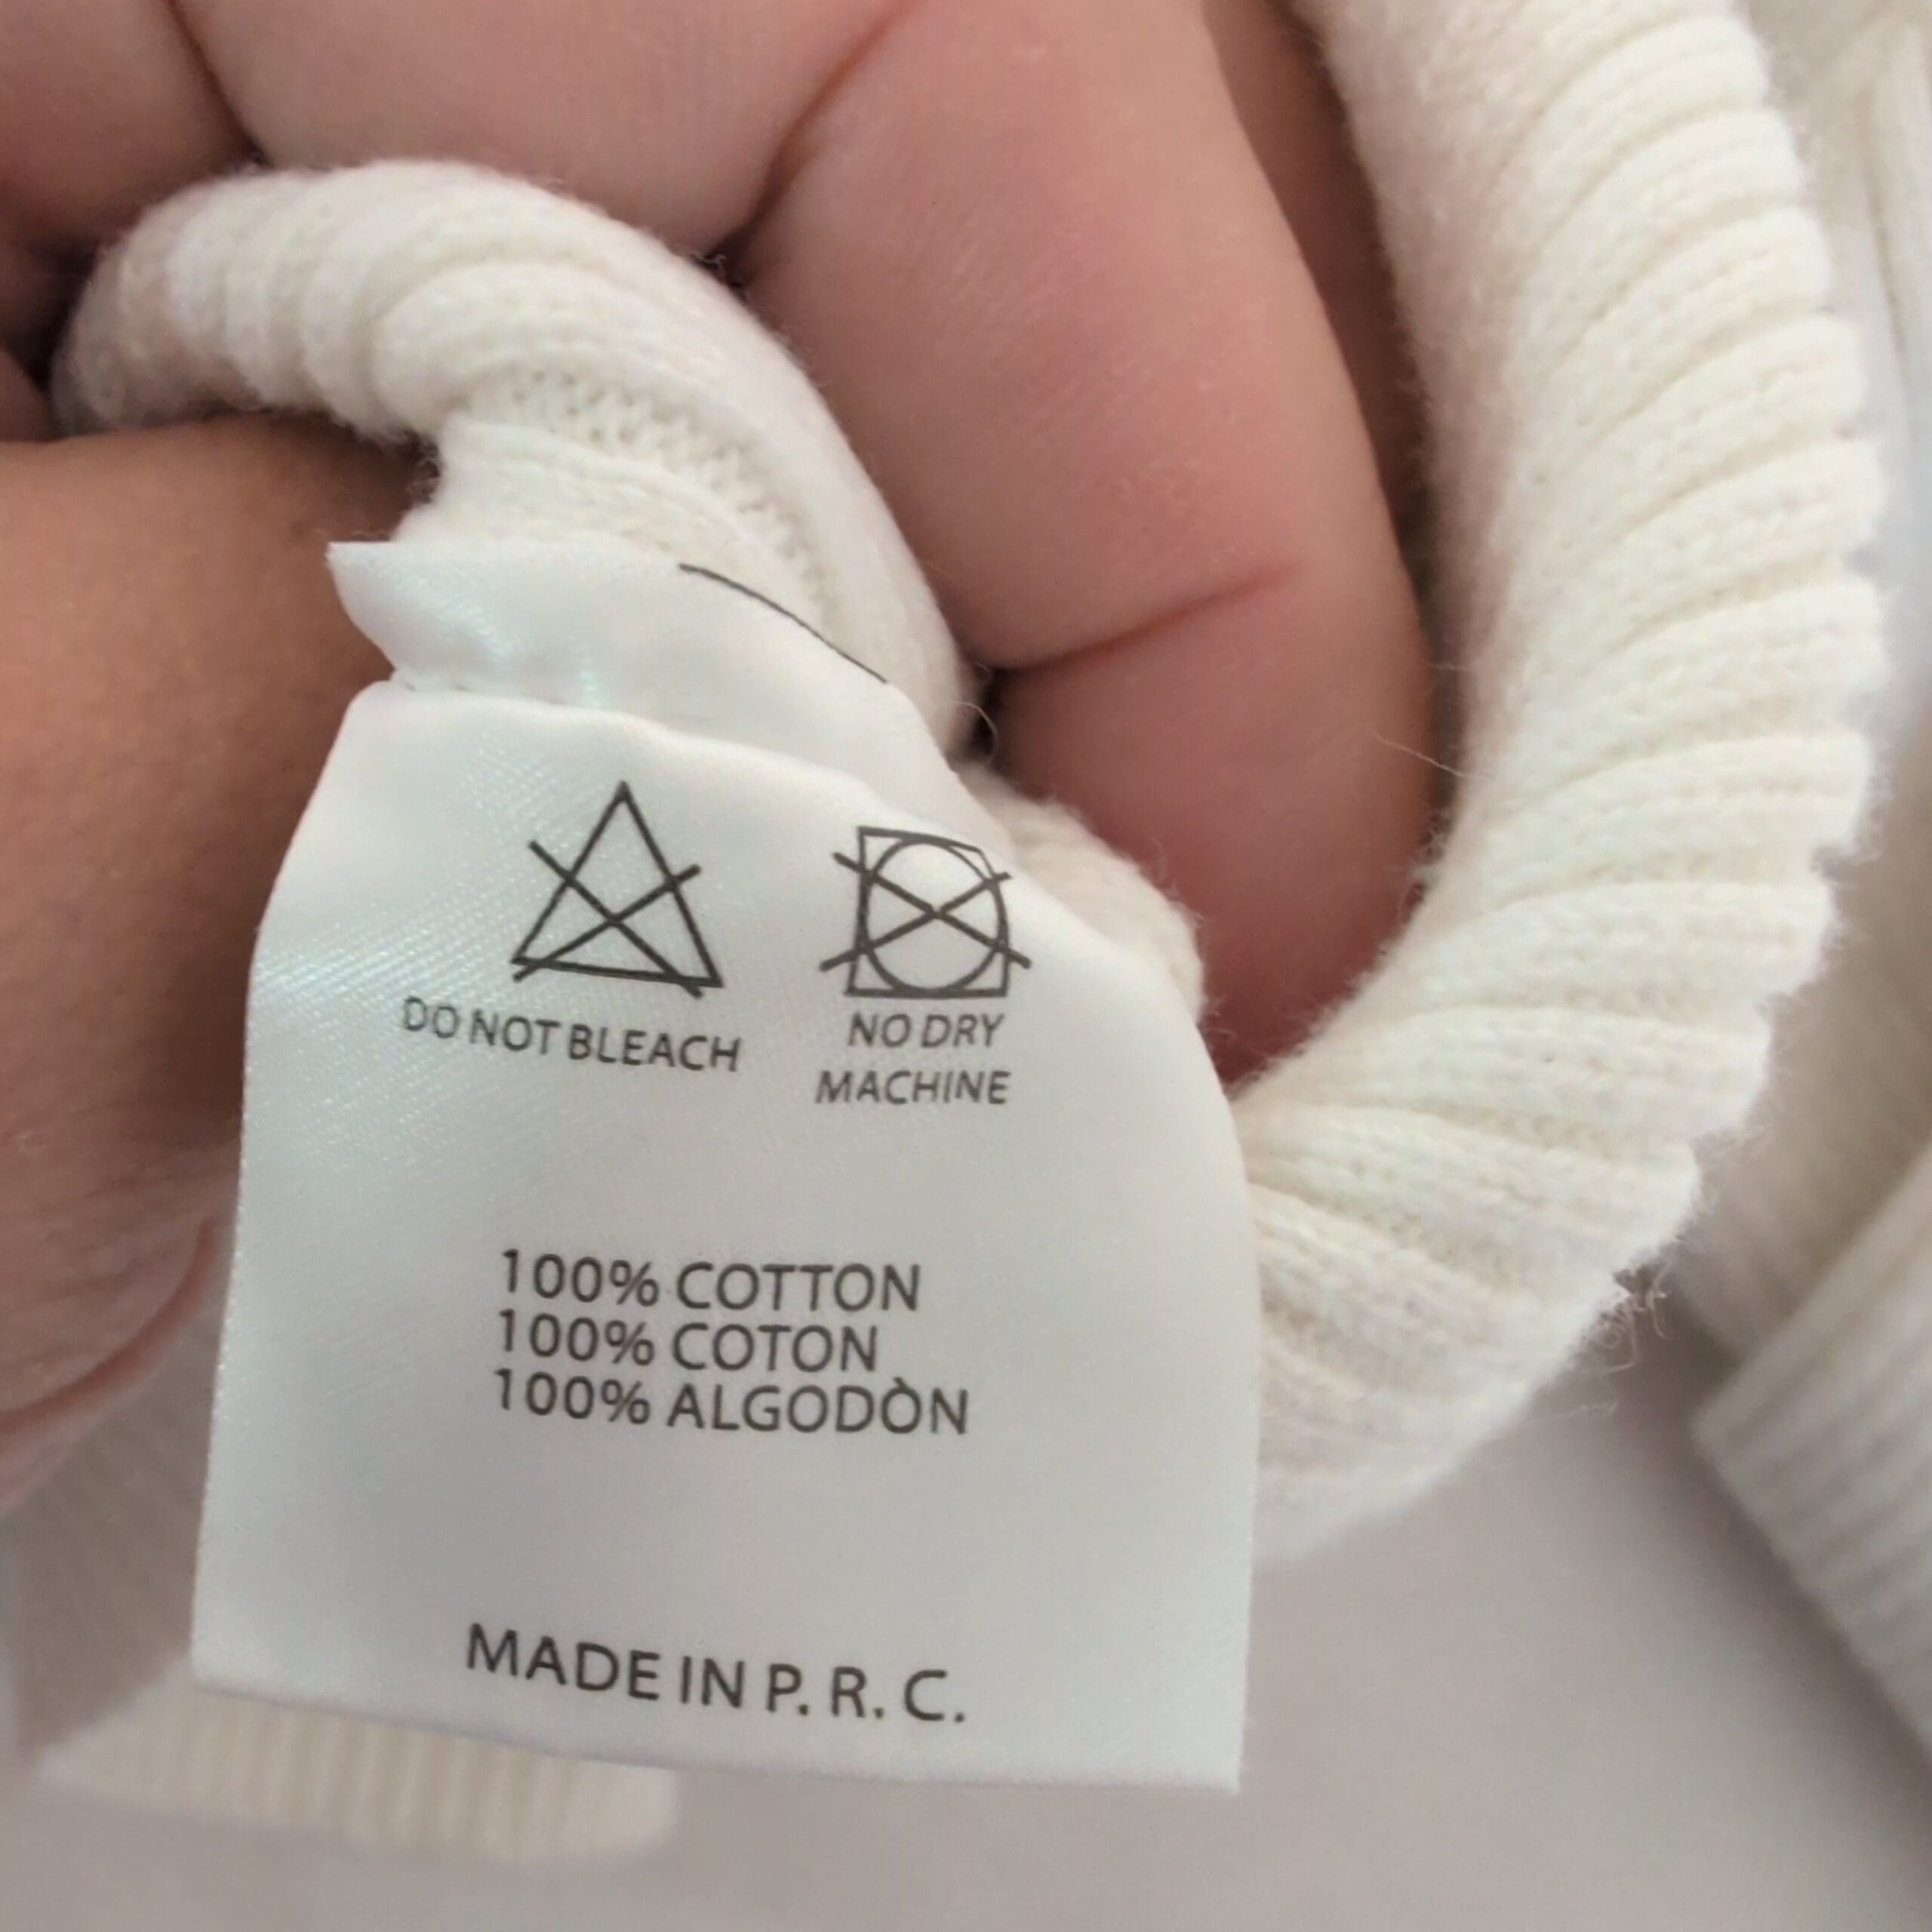 DO NOT BLEACH
NO DRY
MACHINE
100% COTTON
100% COTON
100% ALGODÒN
MADE IN P. R. C.